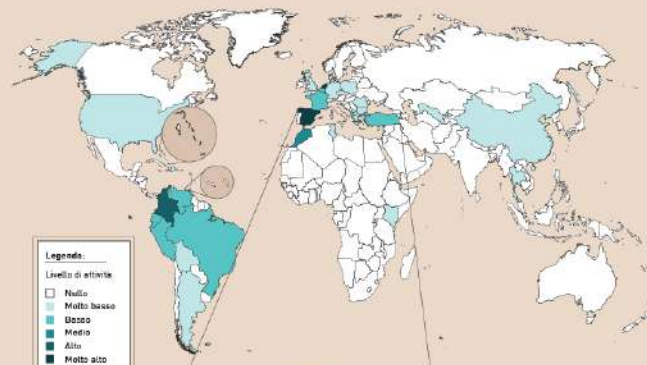 Legenda:
Livello di attività
Nullo
Molto basso
Basso
Medio
Alto
Molto alto